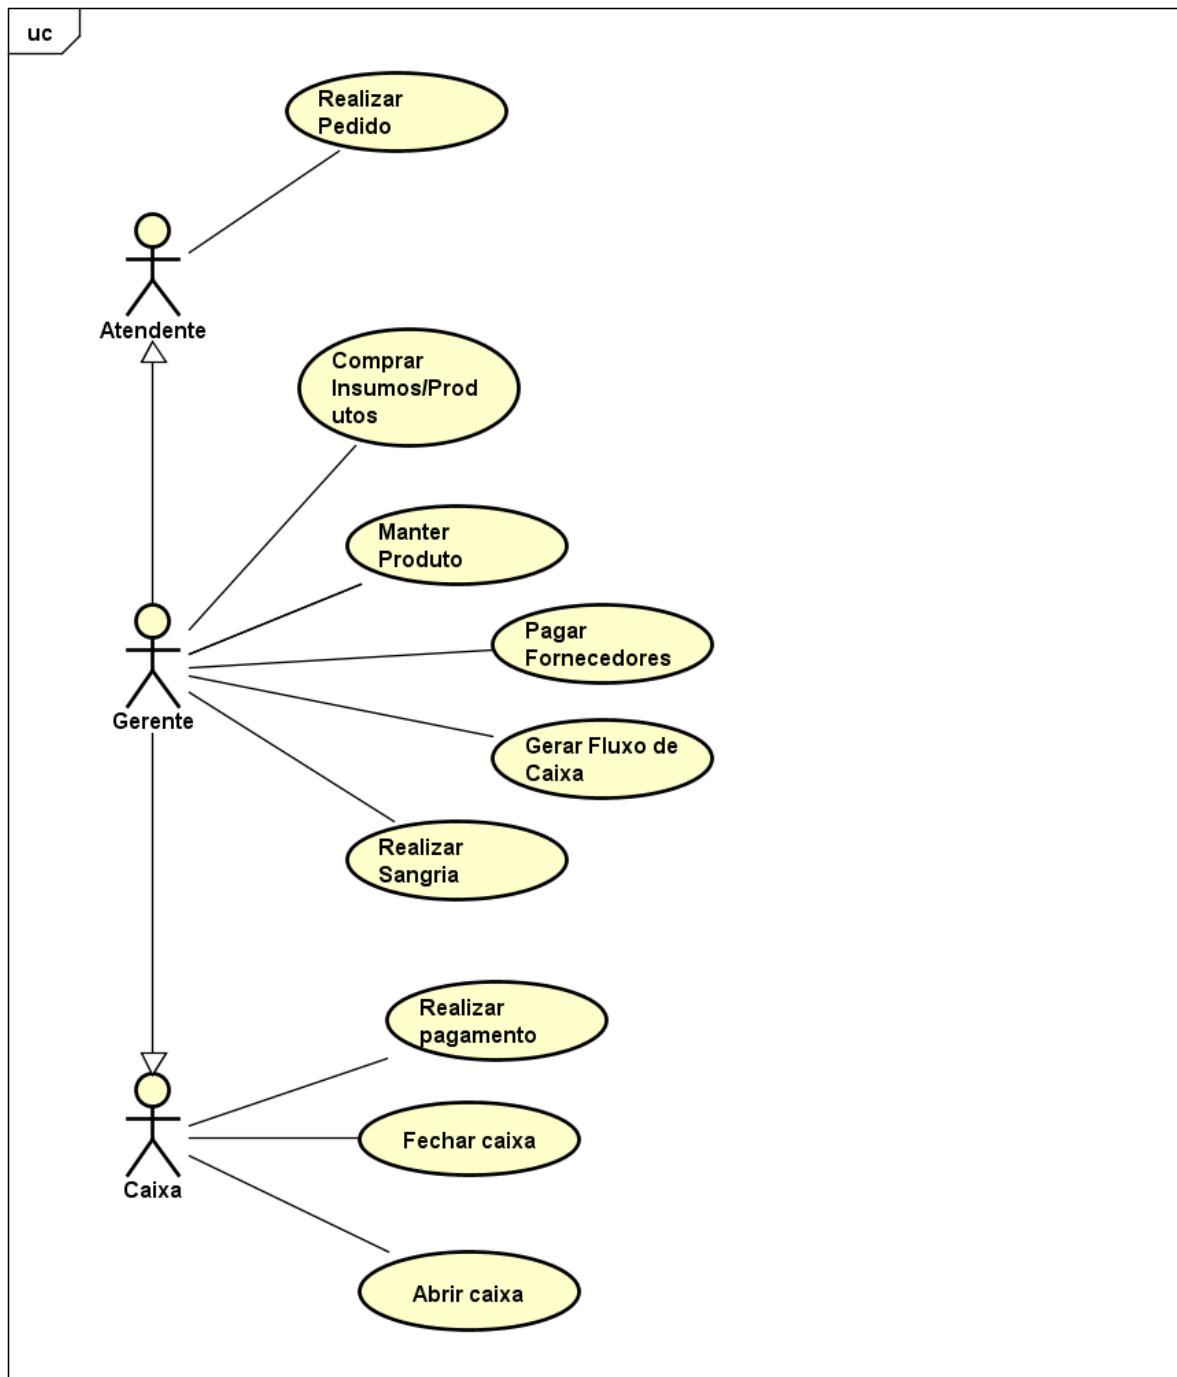 uc
Realizar
Pedido
Atendente
Comprar
Insumos/Prod
utos
Manter
Produto
Pagar
Fornecedores
Gerente
Gerar Fluxo de
Caixa
Realizar
Sangria
Realizar
pagamento
Fechar caixa
Caixa
Abrir caixa